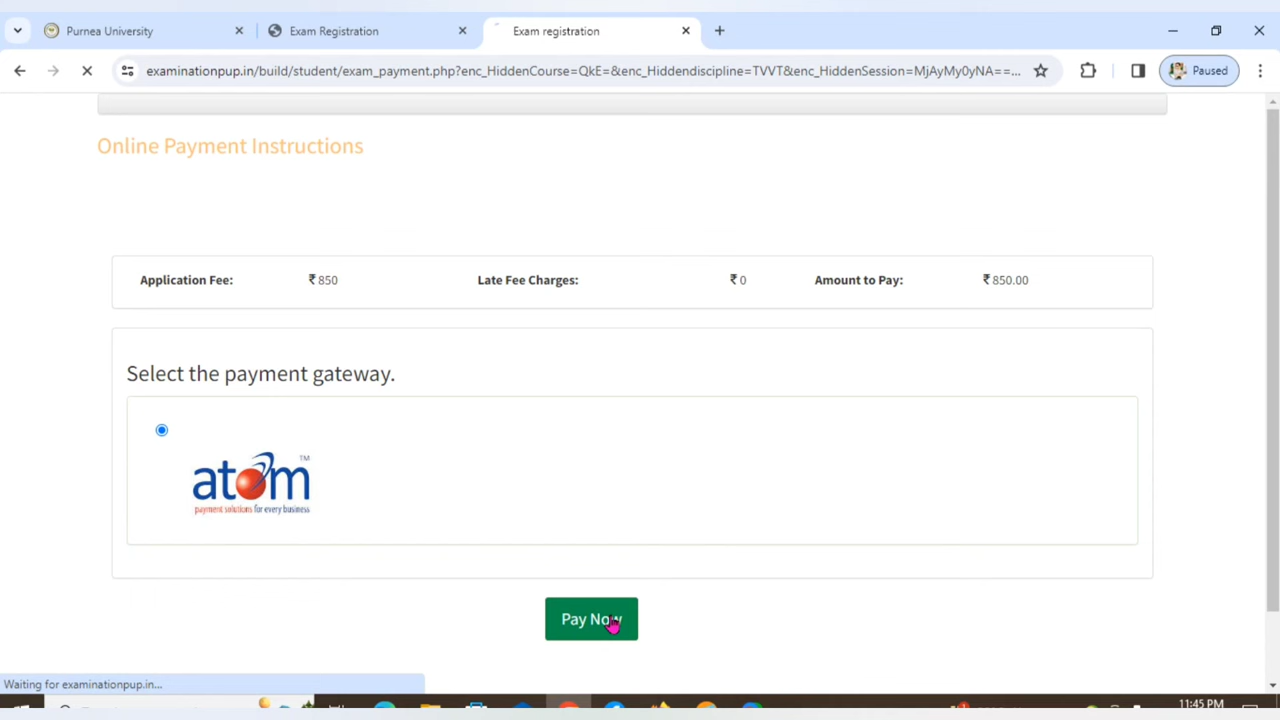 Purnea University
Exam Registration
Exam registration
examinationpup.in/build/student/exam_payment.php?enc_HiddenCourse=QkE=&enc_Hiddendiscipline=TVVT&enc_HiddenSession=MjAyMy0yNA==...
Paused
Online Payment Instructions
Application Fee: ₹ 850 Late Fee Charges: ₹ 0 Amount to Pay: ₹ 850.00
Select the payment gateway.
atom TM
payment solutions for every business
Pay Now
Waiting for examinationpup.in...
11:45 PM